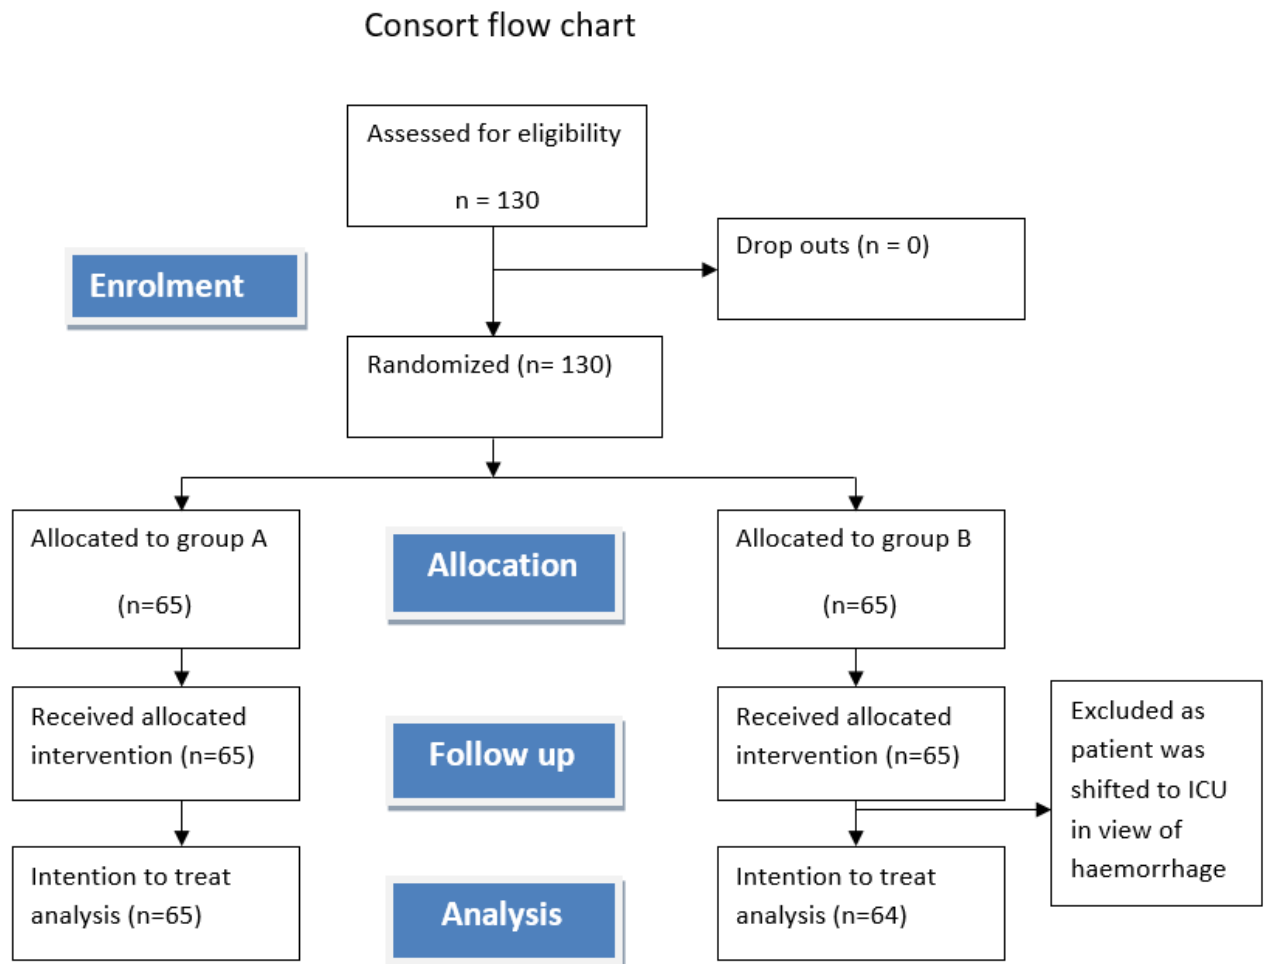 Consort flow chart
Assessed for eligibility
n = 130
Drop outs (n = 0)
Enrolment
Randomized (n= 130)
Allocated to group A
(n=65)
Allocation
Allocated to group B
(n=65)
Received allocated
intervention (n=65)
Follow up
Received allocated
intervention (n=65)
Excluded as
patient was
shifted to ICU
in view of
haemorrhage
Intention to treat
analysis (n=65)
Analysis
Intention to treat
analysis (n=64)